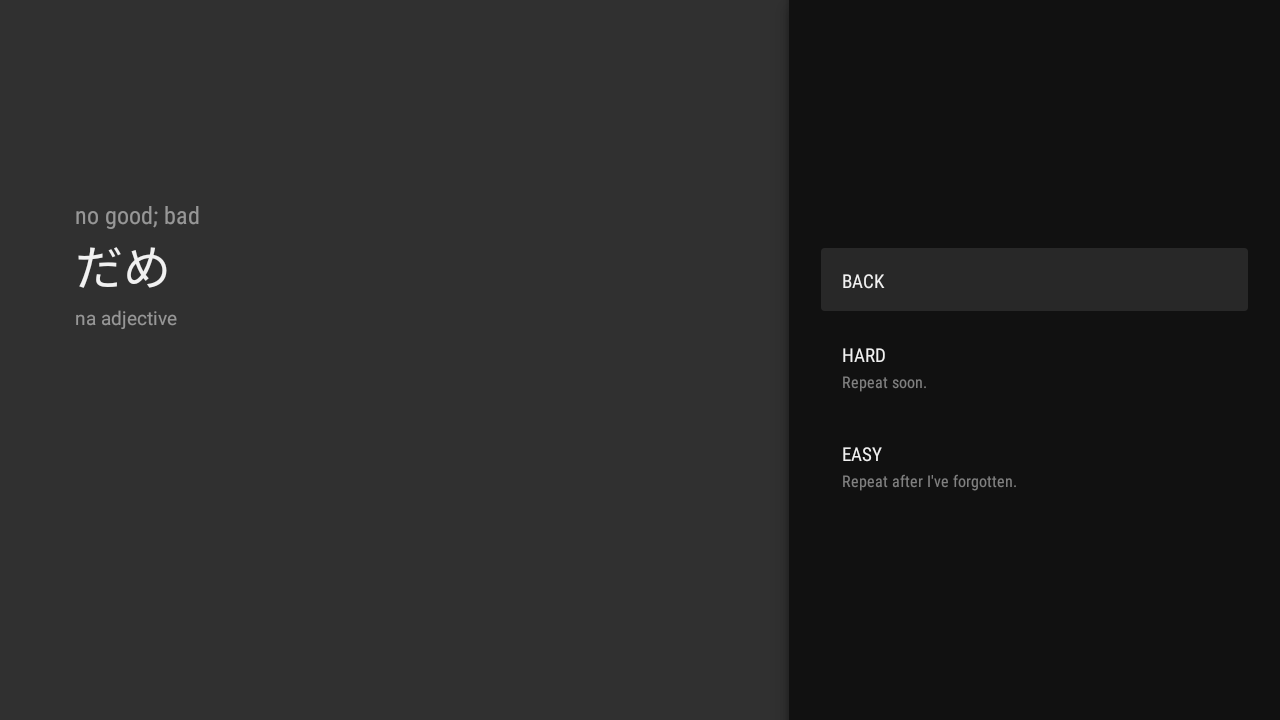 no good; bad
だめ
na adjective
BACK
HARD
Repeat soon.
EASY
Repeat after I've forgotten.